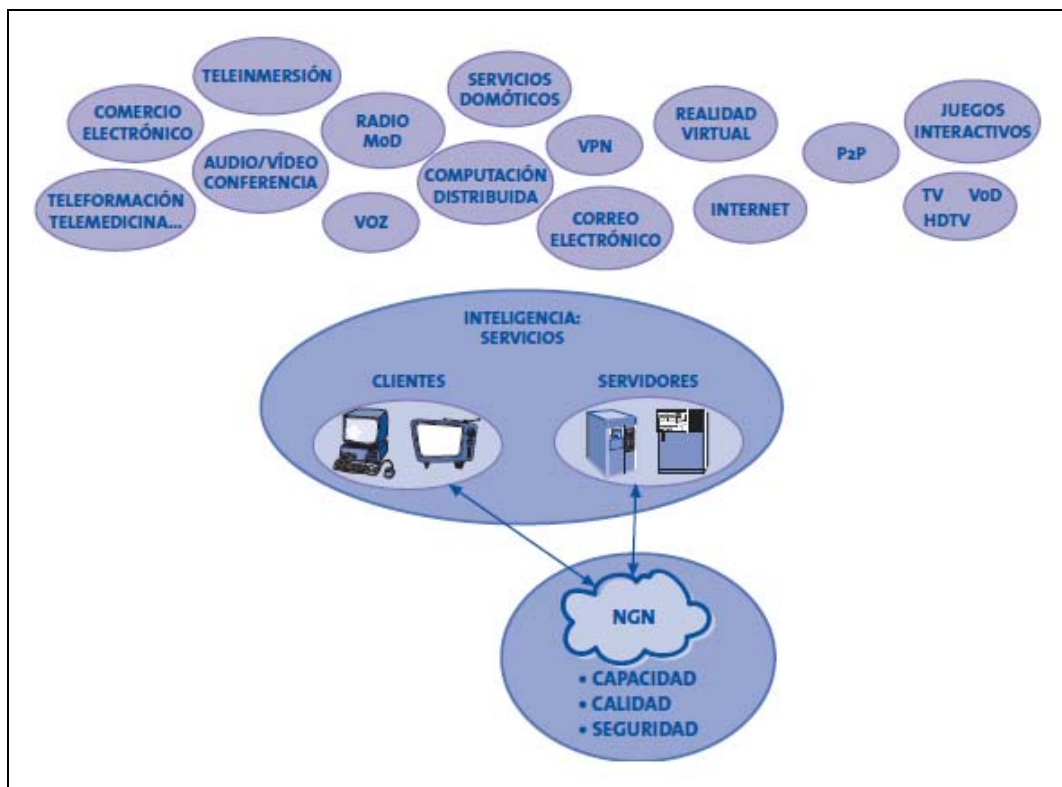 TELEINMERSIÓN
SERVICIOS
DOMÓTICOS
COMERCIO
ELECTRÓNICO
RADIO
MoD
REALIDAD
VIRTUAL
JUEGOS
INTERACTIVOS
AUDIO/VÍDEO
CONFERENCIA
VPN
P2P
COMPUTACIÓN
DISTRIBUIDA
TELEFORMACIÓN
TELEMEDICINA...
VOZ
CORREO
ELECTRÓNICO
INTERNET
TV VoD
HDTV
INTELIGENCIA:
SERVICIOS
CLIENTES
SERVIDORES
NGN
• CAPACIDAD
• CALIDAD
• SEGURIDAD